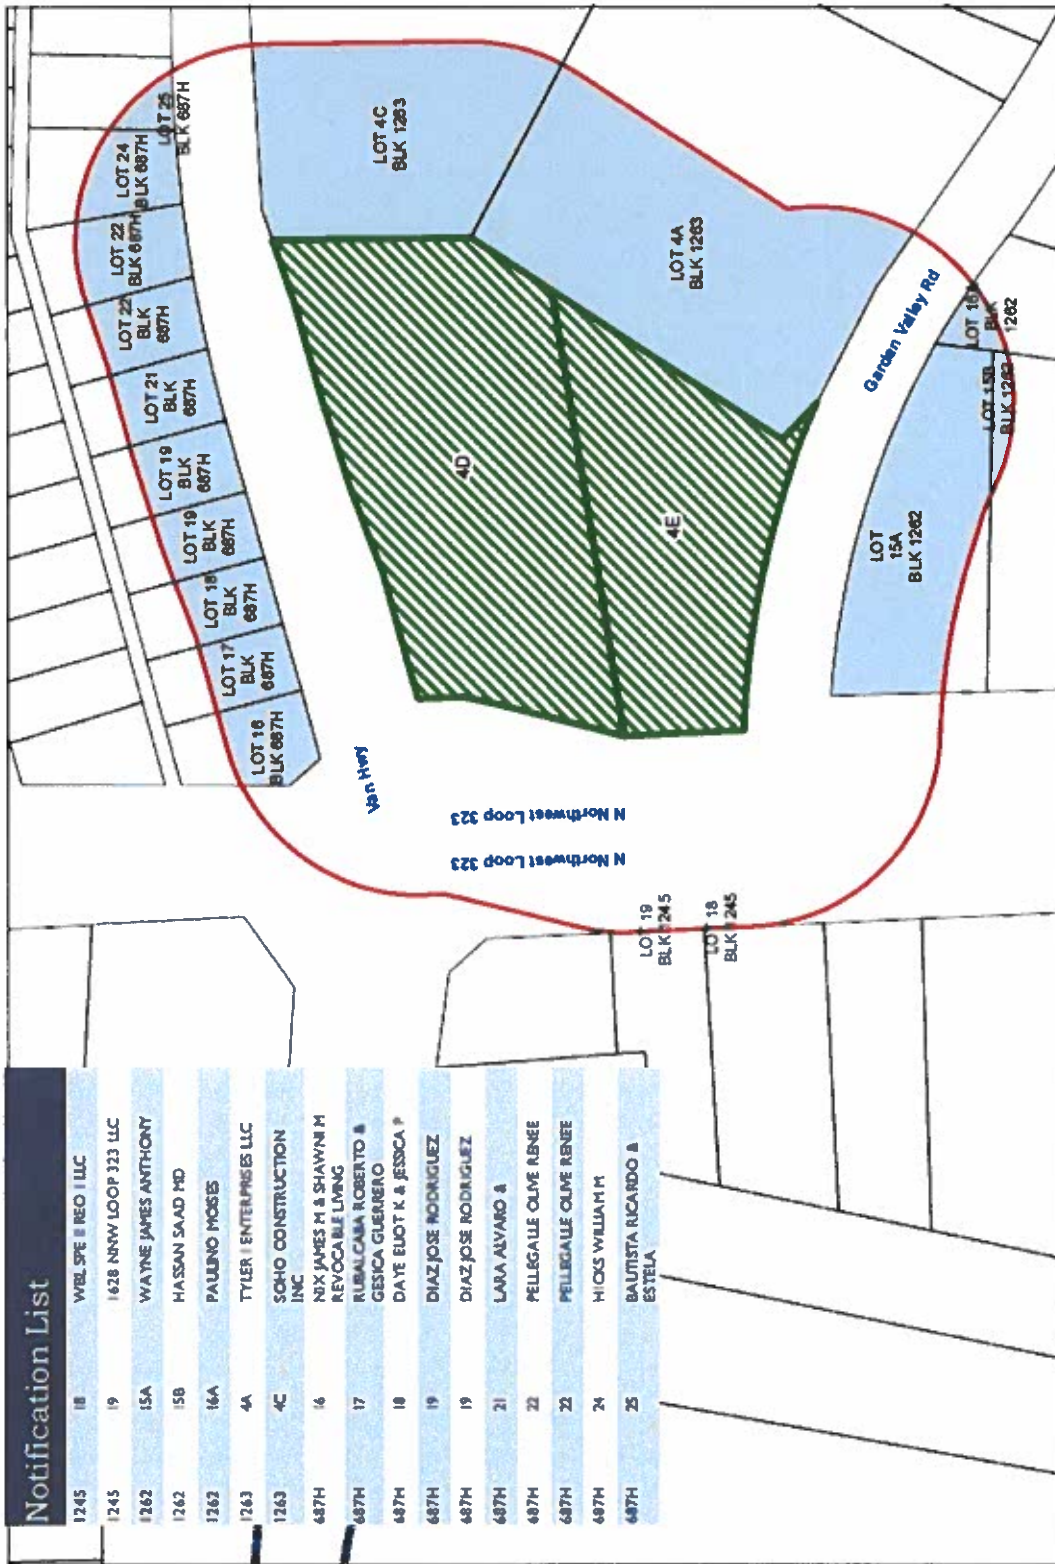 Notification List
1245 18 WBL SPE II REO I LLC
1245 19 1628 NNW LOOP 323 LLC
1262 15A WAYNE JAMES ANTHONY
1262 15B HASSAN SAAD MD
1262 16A PAULINO MOISES
1263 4A TYLER I ENTERPRISES LLC
1263 4C SOHO CONSTRUCTION
INC
687H 16 NIX JAMES M & SHAWNI M
REVOCABLE LIVING
687H 17 RUBALCABA ROBERTO &
GESICA GUERRERO
687H 18 DAYE ELIOT K & JESSICA P
687H 19 DIAZ JOSE RODRIGUEZ
687H 19 DIAZ JOSE RODRIGUEZ
687H 21 LARA ALVARO &
687H 22 PELLEGALLE OLIVE RENEE
687H 22 PELLEGALLE OLIVE RENEE
687H 24 HICKS WILLIAM M
687H 25 BAUTISTA RICARDO &
ESTELA
LOT 16
BLK 687H
LOT 17
BLK
687H
LOT 18
BLK
687H
LOT 19
BLK
687H
LOT 19
BLK
687H
LOT 21
BLK
687H
LOT 22
BLK
687H
LOT 22
BLK 687H
LOT 24
BLK 687H
LOT 25
BLK 687H
Van Hwy
N Northwest Loop 323
N Northwest Loop 323
4D
4E
LOT 4C
BLK 1263
LOT 4A
BLK 1263
Garden Valley Rd
LOT 19
BLK 1245
LOT 18
BLK 1245
LOT
15A
BLK 1262
LOT 15B
BLK 1262
LOT 16A
BLK
1262